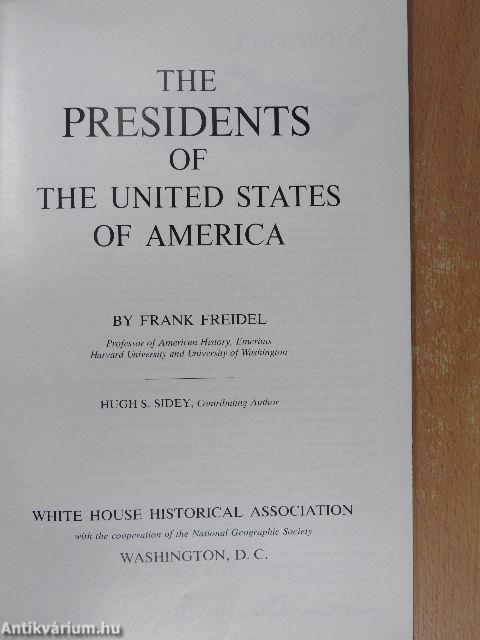 Foreword
THE
PRESIDENTS
OF
THE UNITED STATES
OF AMERICA
BY FRANK FREIDEL
Professor of American History, Emeritus
Harvard University and University of Washington
HUGH S. SIDEY, Contributing Author
WHITE HOUSE HISTORICAL ASSOCIATION
with the cooperation of the National Geographic Society
WASHINGTON, D. C.
Antikvárium.hu